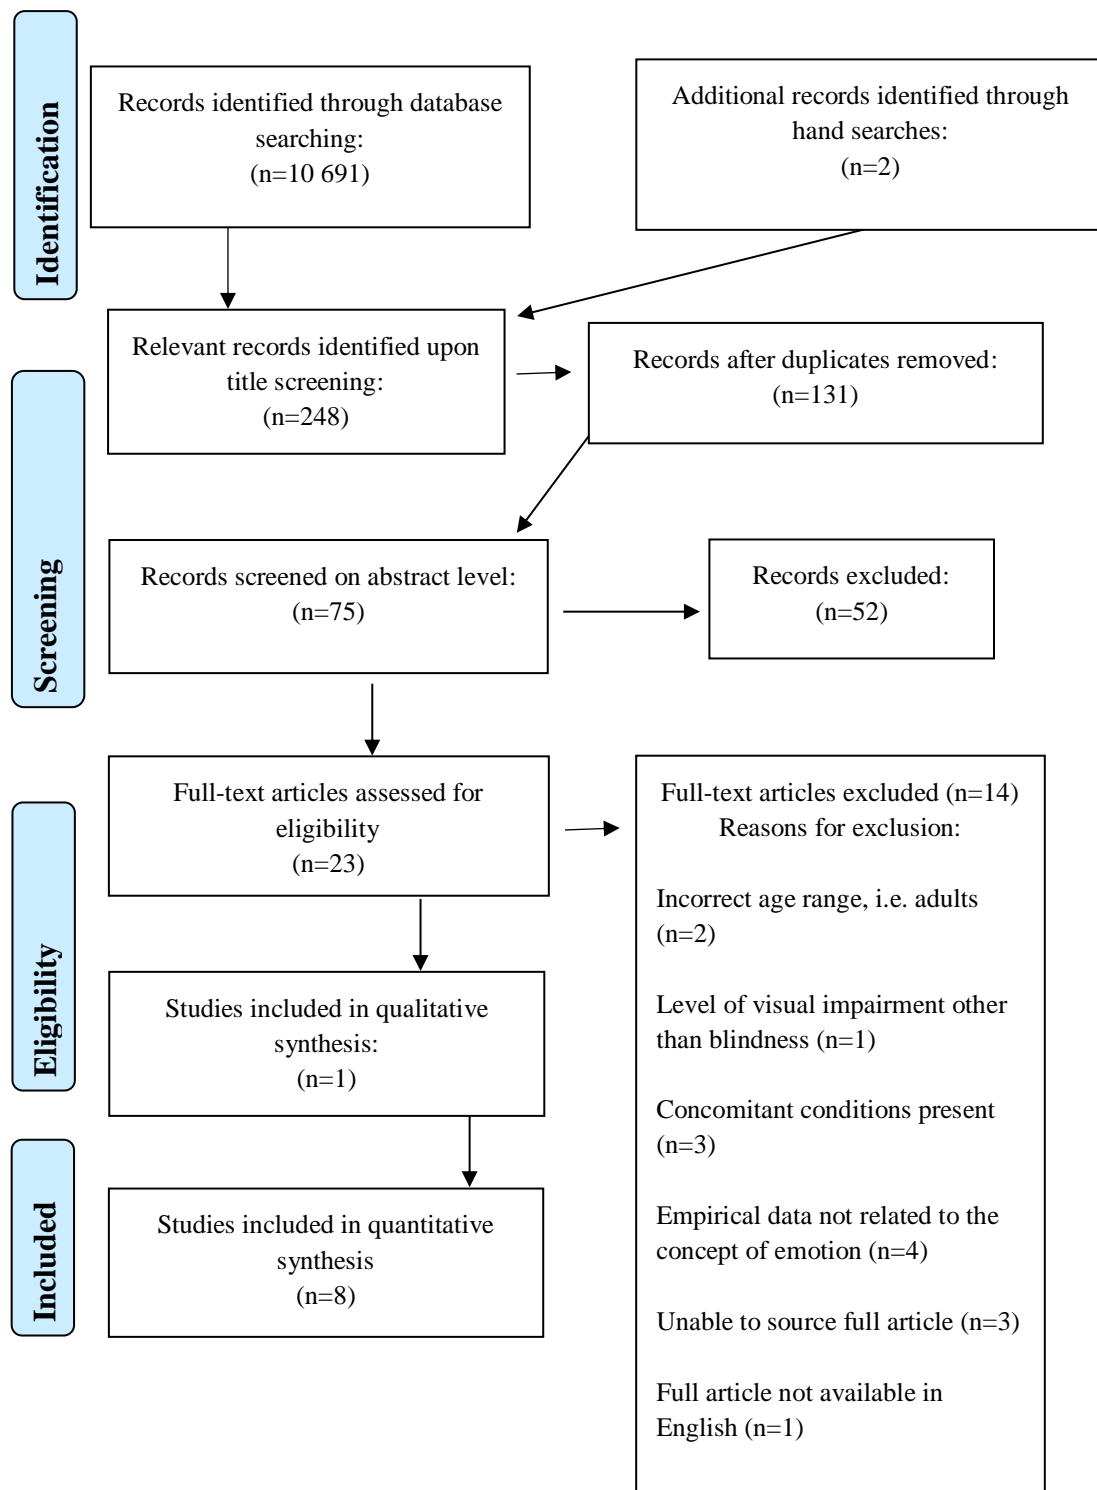 Identification
Records identified through database
searching:
(n=10 691)
Additional records identified through
hand searches:
(n=2)
Relevant records identified upon
title screening:
(n=248)
Records after duplicates removed:
(n=131)
Screening
Records screened on abstract level:
(n=75)
Records excluded:
(n=52)
Eligibility
Full-text articles assessed for
eligibility
(n=23)
Full-text articles excluded (n=14)
Reasons for exclusion:
Incorrect age range, i.e. adults
(n=2)
Level of visual impairment other
than blindness (n=1)
Concomitant conditions present
(n=3)
Empirical data not related to the
concept of emotion (n=4)
Unable to source full article (n=3)
Full article not available in
English (n=1)
Studies included in qualitative
synthesis:
(n=1)
Included
Studies included in quantitative
synthesis
(n=8)